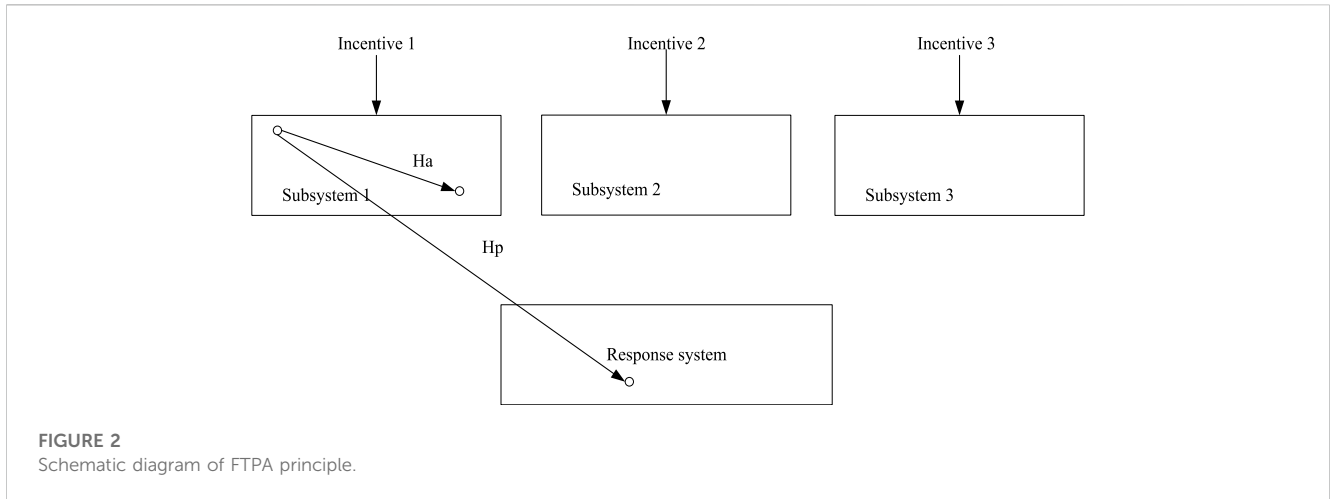 Incentive 1
Incentive 2
Incentive 3
Ha
Subsystem 1
Subsystem 2
Subsystem 3
Hp
Response system
FIGURE 2
Schematic diagram of FTPA principle.